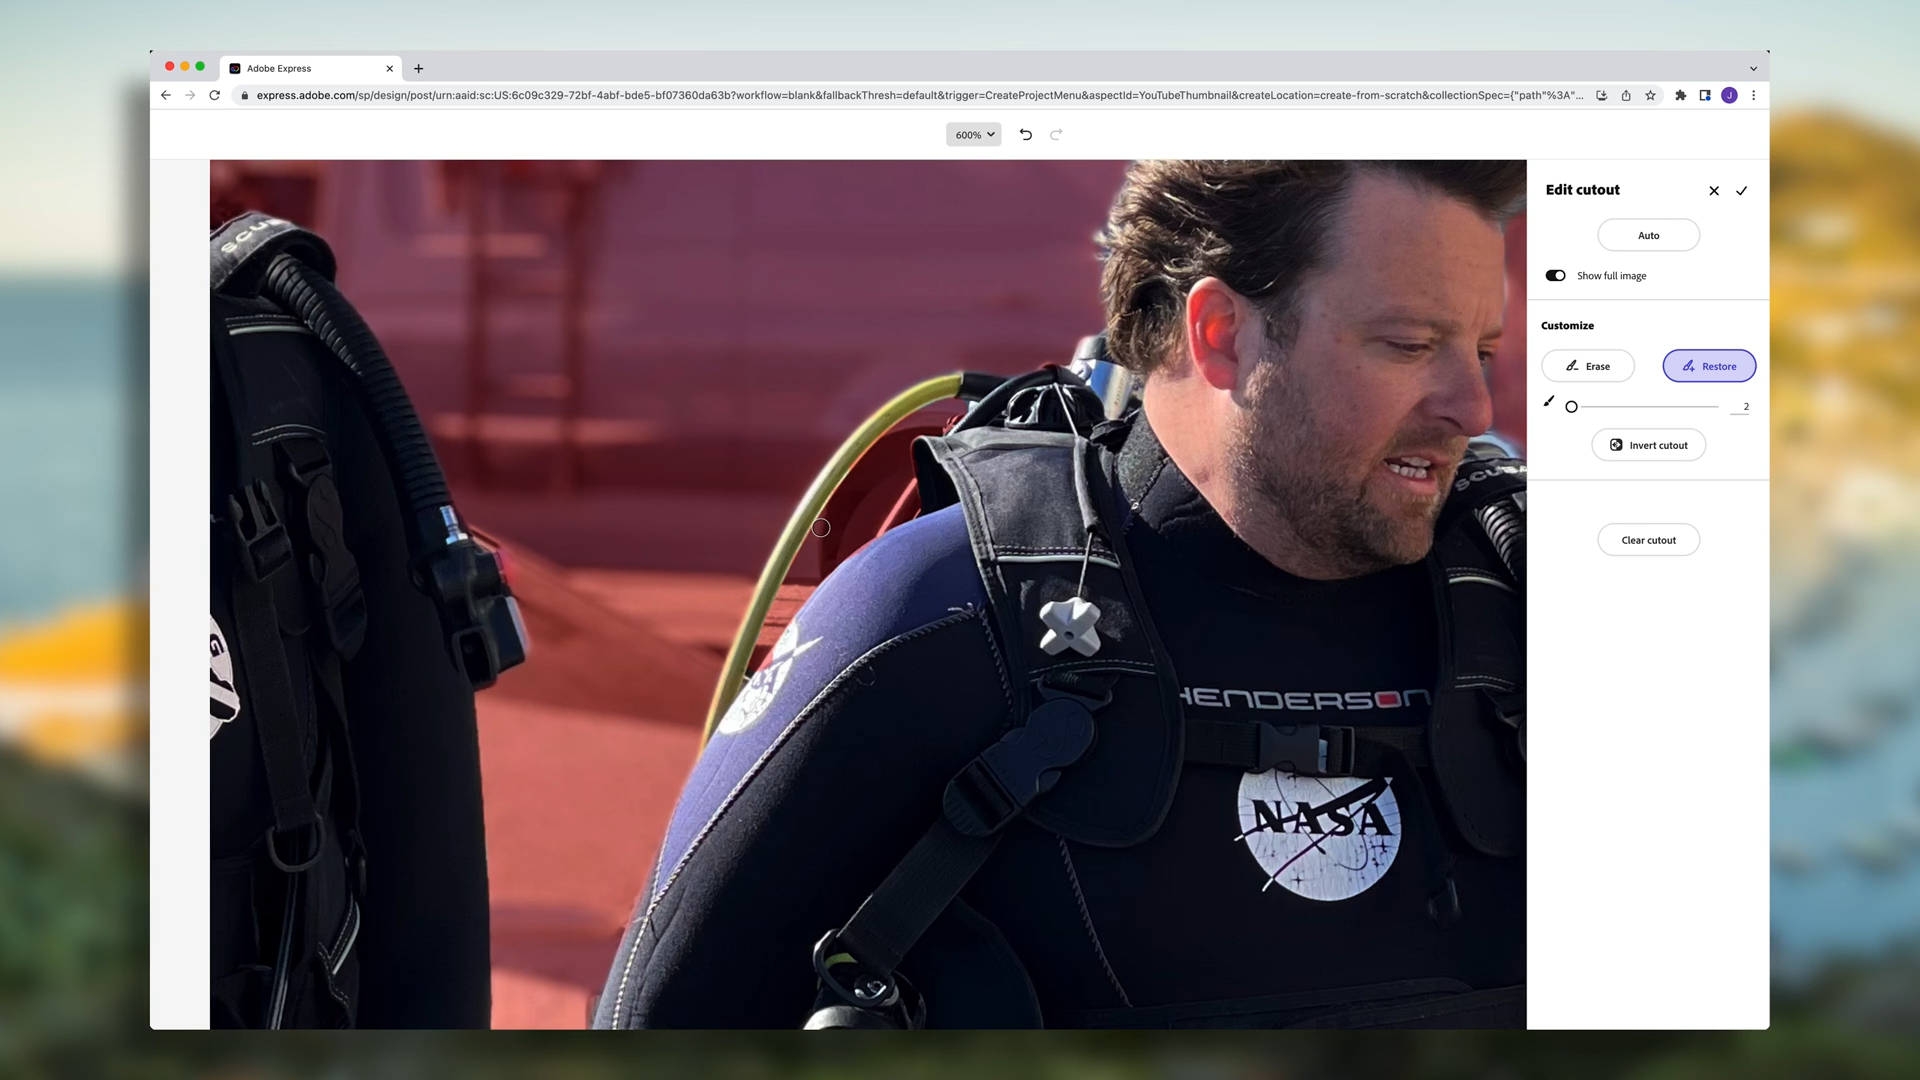 Adobe Express
express.adobe.com/sp/design/post/urn:aaid:sc:US:6c09c329-72bf-4abf-bde5-bf07360da63b?workflow=blank&fallbackThresh=default&trigger=CreateProjectMenu&aspectId=YouTubeThumbnail&createLocation=create-from-scratch&collectionSpec={"path"%3A"...
J
600%
Edit cutout
Auto
Show full image
Customize
Erase
Restore
2
Invert cutout
Clear cutout
HENDERSON
NASA